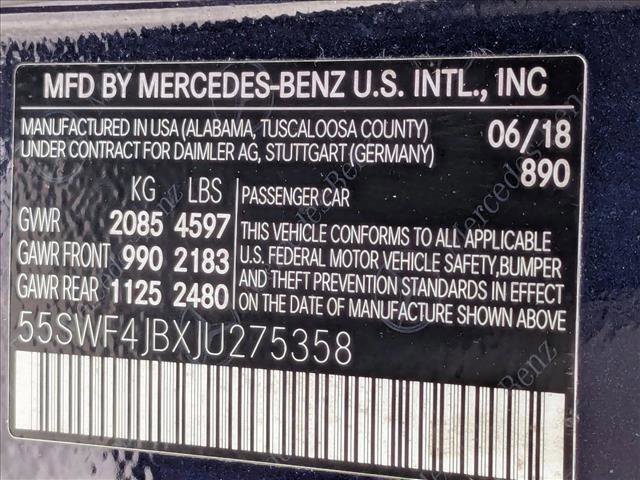 MFD BY MERCEDES-BENZ U.S. INTL., INC
MANUFACTURED IN USA (ALABAMA, TUSCALOOSA COUNTY) 06/18
UNDER CONTRACT FOR DAIMLER AG, STUTTGART (GERMANY) 890
KG LBS
GVWR 2085 4597
GAWR FRONT 990 2183
GAWR REAR 1125 2480
PASSENGER CAR
THIS VEHICLE CONFORMS TO ALL APPLICABLE
U.S. FEDERAL MOTOR VEHICLE SAFETY,BUMPER
AND THEFT PREVENTION STANDARDS IN EFFECT
ON THE DATE OF MANUFACTURE SHOWN ABOVE.
55SWF4JBXJU275358